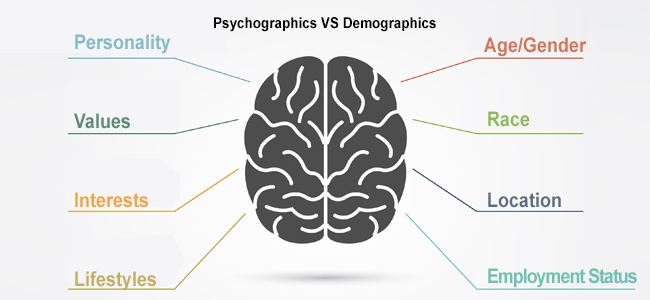 Psychographics VS Demographics
Personality
Values
Interests
Lifestyles
Age/Gender
Race
Location
Employment Status